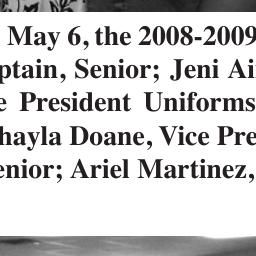 May 6, the 2008-2009
ptain, Senior; Jeni Ai
e President Uniforms
hayla Doane, Vice Pre
enior; Ariel Martinez,